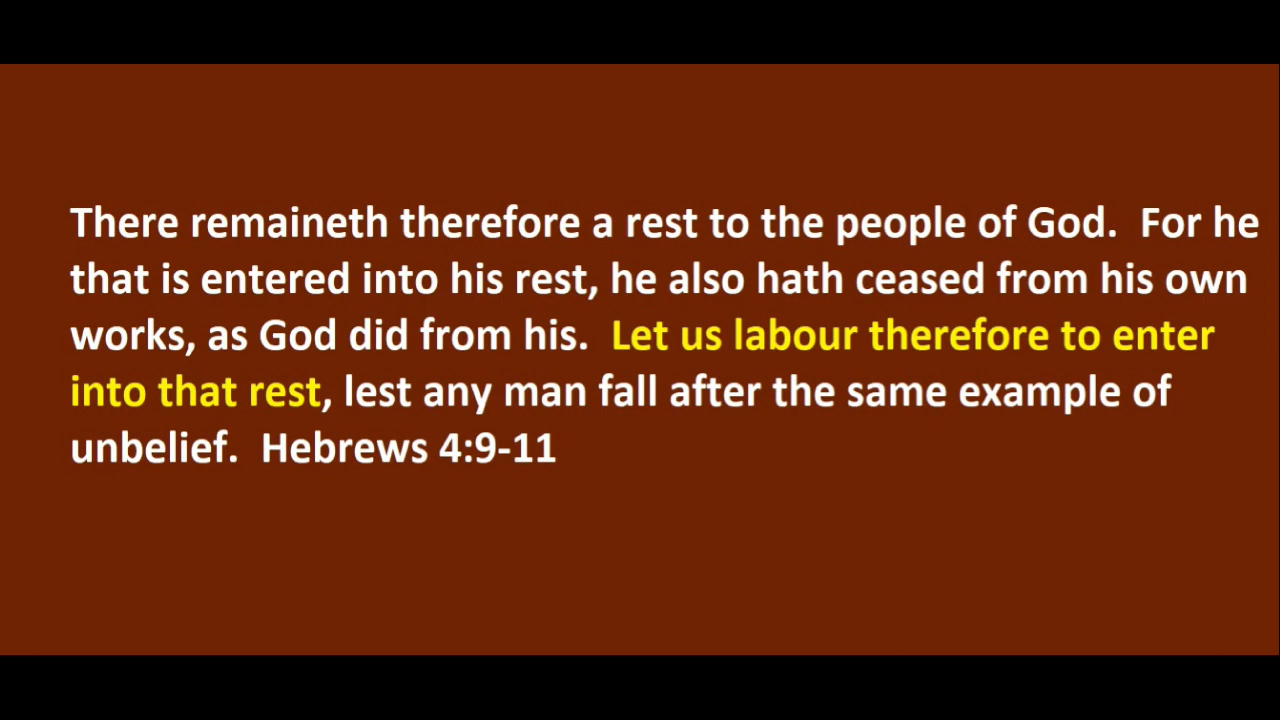 There remaineth therefore a rest to the people of God.  For he
that is entered into his rest, he also hath ceased from his own
works, as God did from his.  Let us labour therefore to enter
into that rest, lest any man fall after the same example of
unbelief.  Hebrews 4:9-11